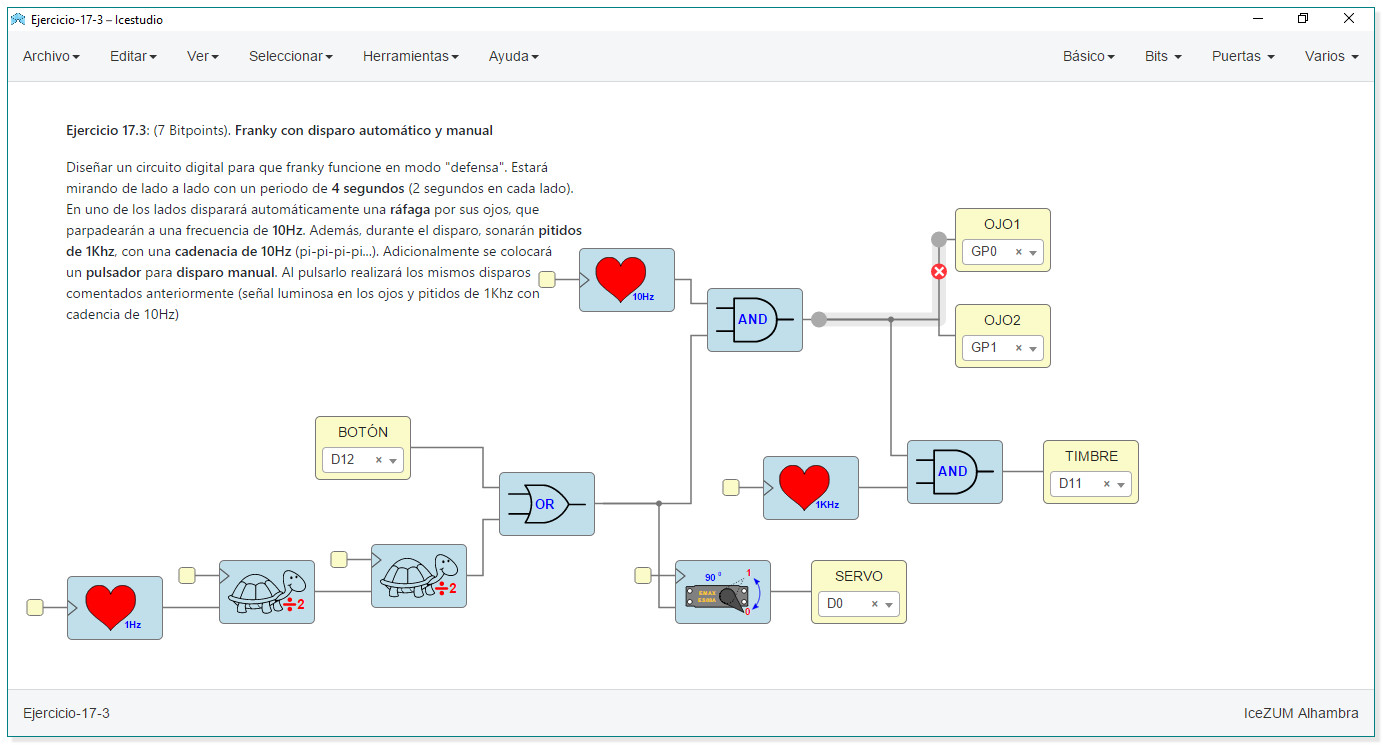 Ejercicio-17-3 – Icestudio
Archivo Editar Ver Seleccionar Herramientas Ayuda Básico Bits Puertas Varios
Ejercicio 17.3: (7 Bitpoints). Franky con disparo automático y manual
Diseñar un circuito digital para que franky funcione en modo "defensa". Estará
mirando de lado a lado con un periodo de 4 segundos (2 segundos en cada lado).
En uno de los lados disparará automáticamente una ráfaga por sus ojos, que
parpadearán a una frecuencia de 10Hz. Además, durante el disparo, sonarán pitidos
de 1Khz, con una cadenacia de 10Hz (pi-pi-pi-pi...). Adicionalmente se colocará
un pulsador para disparo manual. Al pulsarlo realizará los mismos disparos
comentados anteriormente (señal luminosa en los ojos y pitidos de 1Khz con
cadencia de 10Hz)
10Hz
AND
OJO1
GP0 ×
OJO2
GP1 ×
BOTÓN
D12 ×
OR
1KHz
AND
TIMBRE
D11 ×
1Hz
÷2
÷2
90º
1
EMAX
ES08A
0
SERVO
D0 ×
Ejercicio-17-3
IceZUM Alhambra